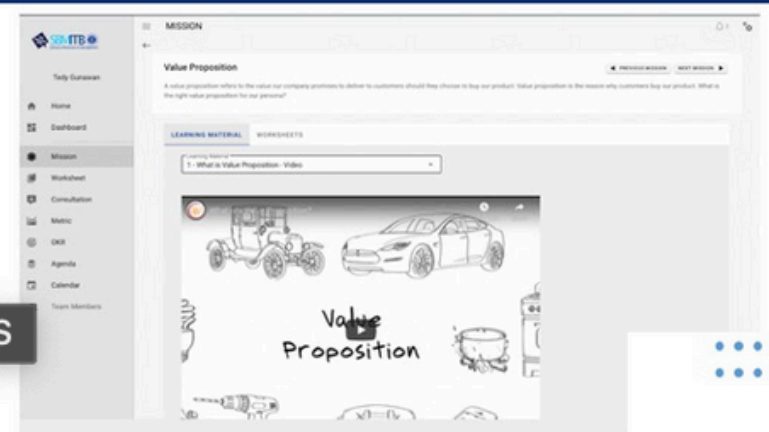 MISSION
SBM ITB
Tedy Gunawan
Home
Dashboard
Mission
Worksheet
Consultation
Metric
OKR
Agenda
Calendar
Team Members
S
Value Proposition
PREVIOUS MISSION
NEXT MISSION
A value proposition refers to the value our company promises to deliver to customers should they choose to buy our product. Value proposition is the reason why customers buy our product. What is
the right value proposition for our persona?
LEARNING MATERIAL
WORKSHEETS
Learning Material
1 - What is Value Proposition - Video
Value
Proposition